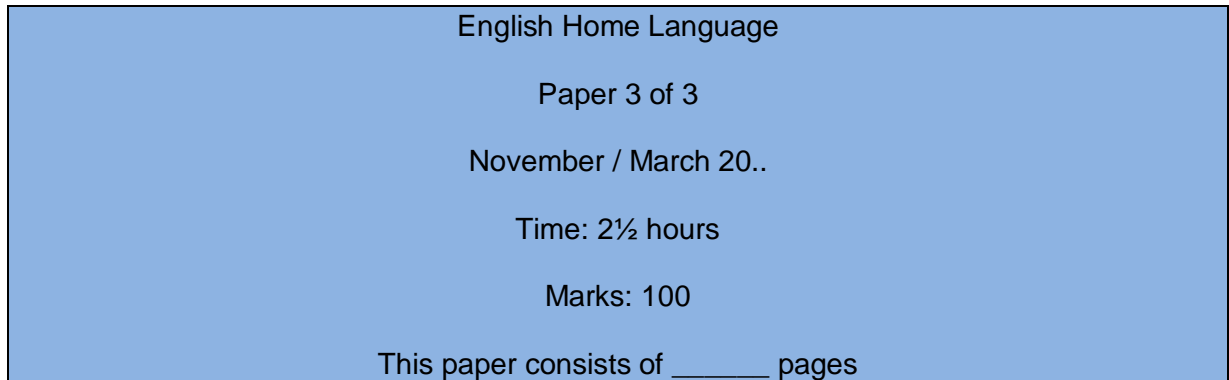 English Home Language
Paper 3 of 3
November / March 20..
Time: 2½ hours
Marks: 100
This paper consists of ______ pages